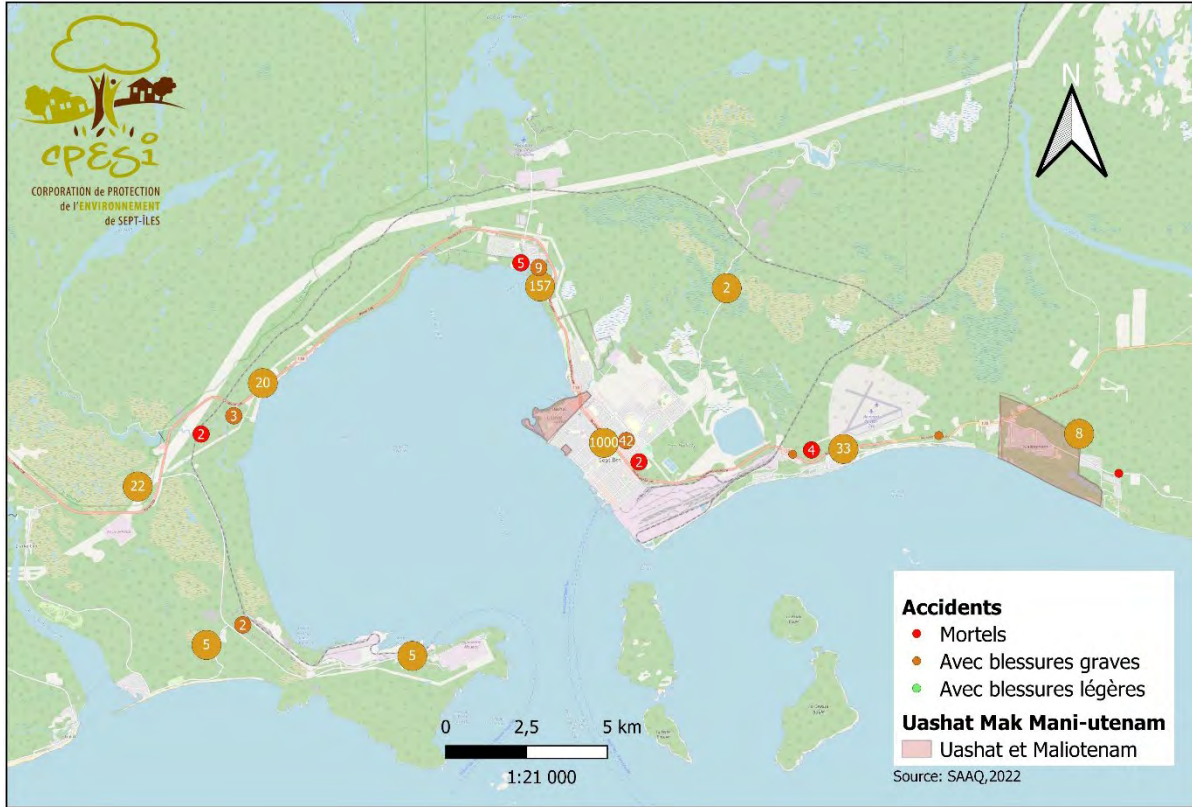 CPESI
CORPORATION de PROTECTION
de l'ENVIRONNEMENT
de SEPT-ÎLES
N
5
9
157
2
20
3
2
22
1000
42
2
4
33
8
2
5
5
Accidents
Mortels
Avec blessures graves
Avec blessures légères
Uashat Mak Mani-utenam
Uashat et Maliotenam
0 2,5 5 km
1:21 000
Source: SAAQ,2022